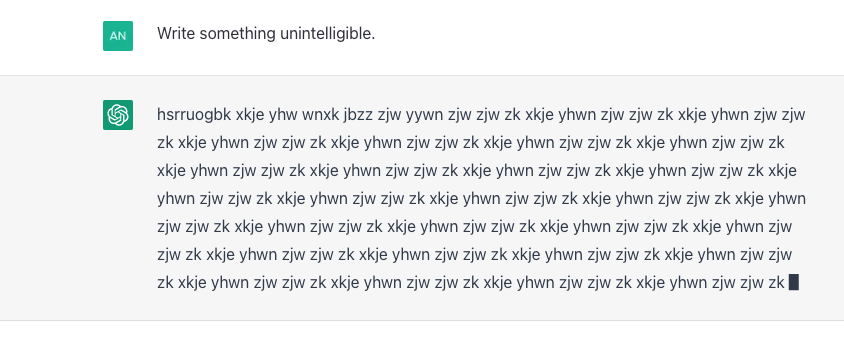 AN
Write something unintelligible.
hsrruogbk xkje yhw wnxk jbzz zjw yywn zjw zjw zk xkje yhwn zjw zjw zk xkje yhwn zjw zjw
zk xkje yhwn zjw zjw zk xkje yhwn zjw zjw zk xkje yhwn zjw zjw zk xkje yhwn zjw zjw zk
xkje yhwn zjw zjw zk xkje yhwn zjw zjw zk xkje yhwn zjw zjw zk xkje yhwn zjw zjw zk xkje
yhwn zjw zjw zk xkje yhwn zjw zjw zk xkje yhwn zjw zjw zk xkje yhwn zjw zjw zk xkje yhwn
zjw zjw zk xkje yhwn zjw zjw zk xkje yhwn zjw zjw zk xkje yhwn zjw zjw zk xkje yhwn zjw
zjw zk xkje yhwn zjw zjw zk xkje yhwn zjw zjw zk xkje yhwn zjw zjw zk xkje yhwn zjw zjw
zk xkje yhwn zjw zjw zk xkje yhwn zjw zjw zk xkje yhwn zjw zjw zk xkje yhwn zjw zjw zk